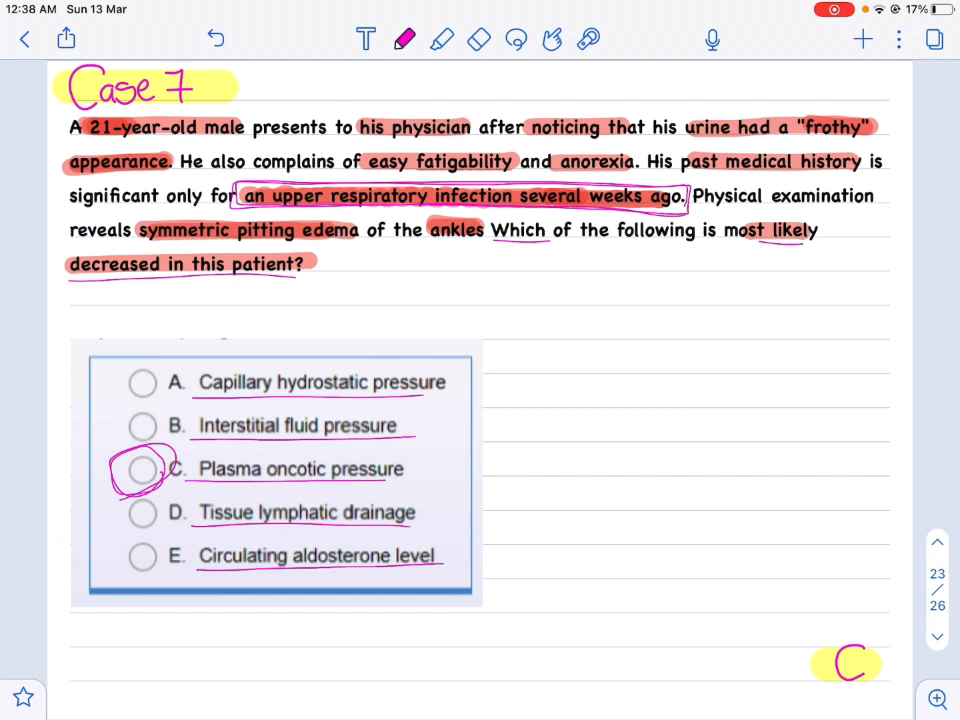 12:38 AM Sun 13 Mar
17%
Case 7
A 21-year-old male presents to his physician after noticing that his urine had a "frothy"
appearance. He also complains of easy fatigability and anorexia. His past medical history is
significant only for an upper respiratory infection several weeks ago. Physical examination
reveals symmetric pitting edema of the ankles Which of the following is most likely
decreased in this patient?
A. Capillary hydrostatic pressure
B. Interstitial fluid pressure
C. Plasma oncotic pressure
D. Tissue lymphatic drainage
E. Circulating aldosterone level
23
/
26
C